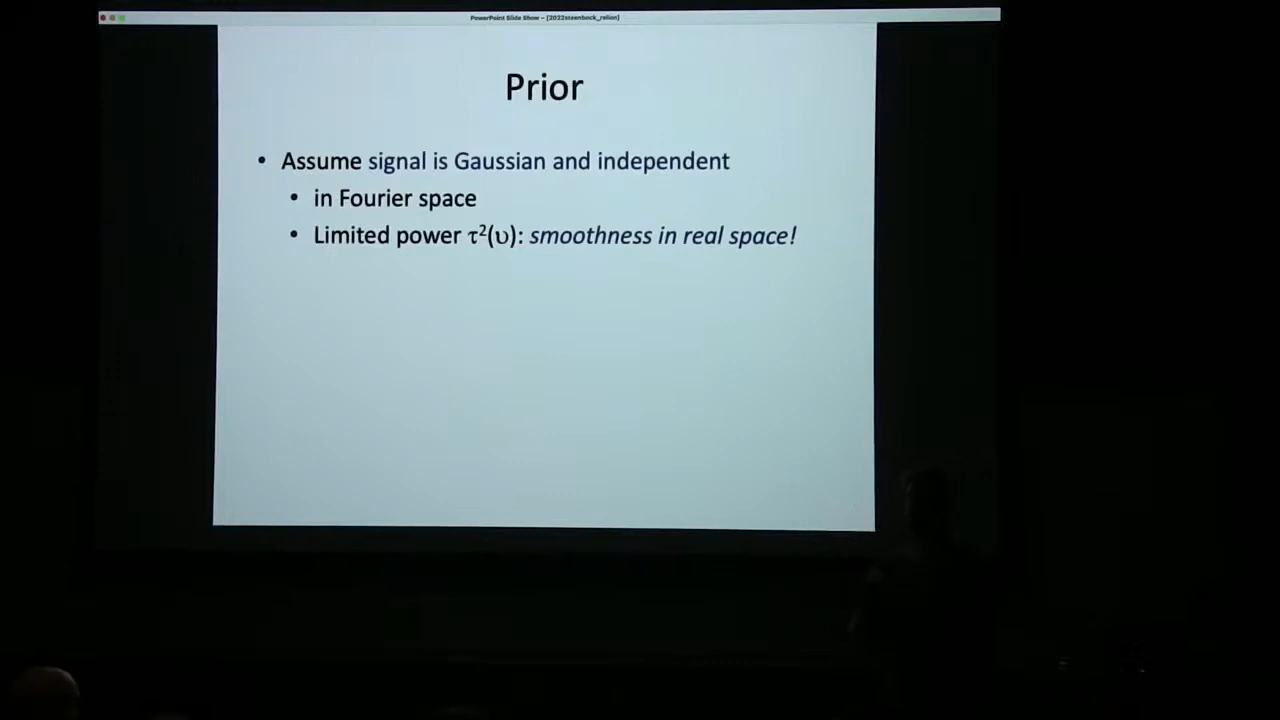 PowerPoint Slide Show – [2022steenbock_relion]
Prior
• Assume signal is Gaussian and independent
• in Fourier space
• Limited power τ²(υ): smoothness in real space!